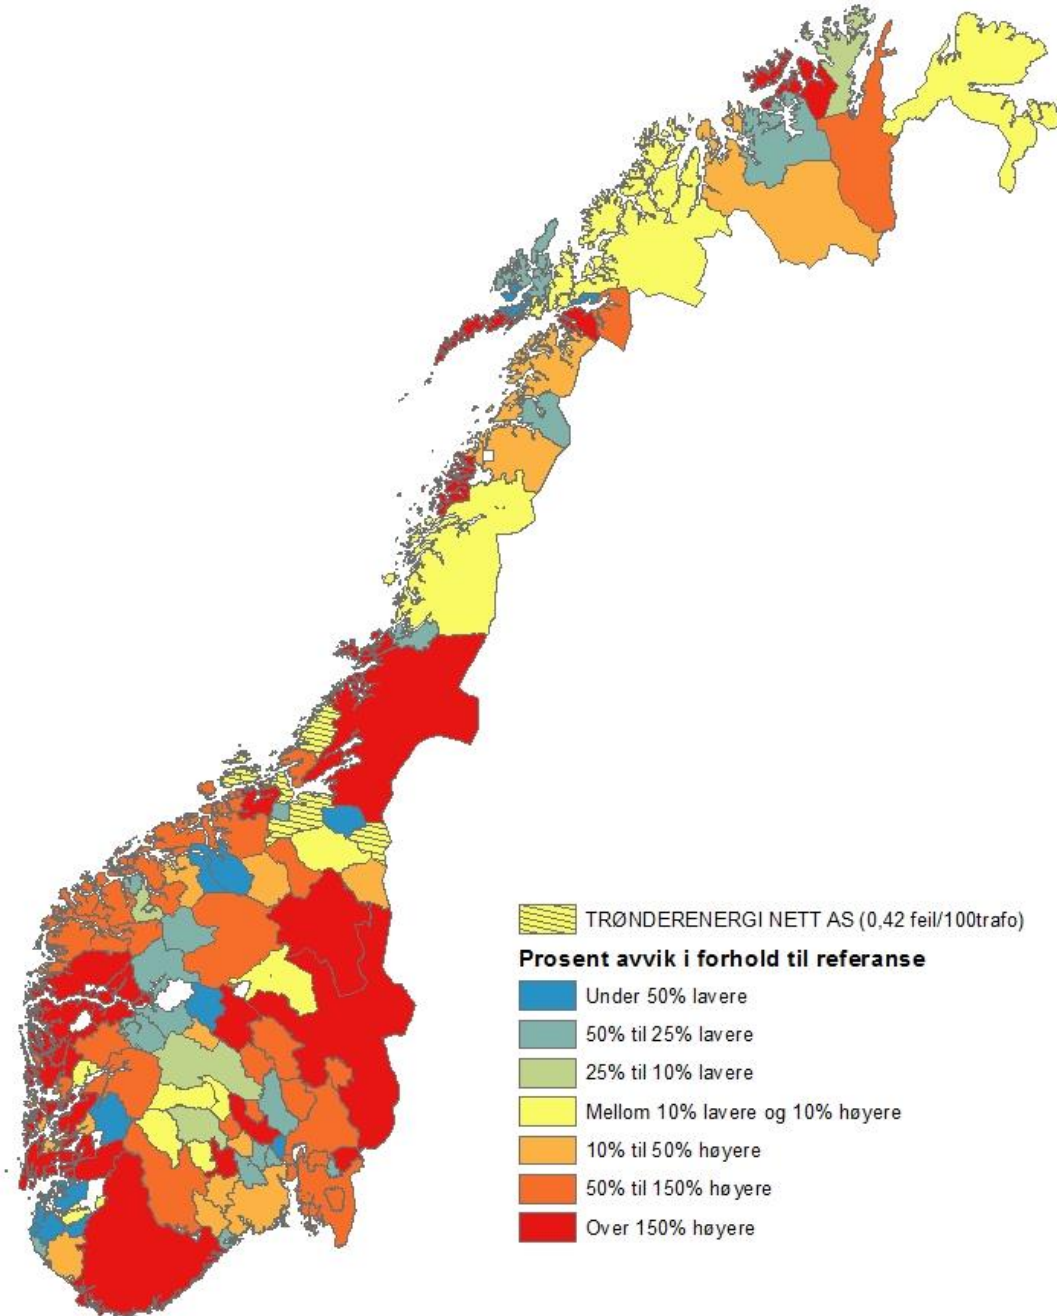 TRØNDERENERGI NETT AS (0,42 feil/100trafo)
Prosent avvik i forhold til referanse
Under 50% lavere
50% til 25% lavere
25% til 10% lavere
Mellom 10% lavere og 10% høyere
10% til 50% høyere
50% til 150% høyere
Over 150% høyere